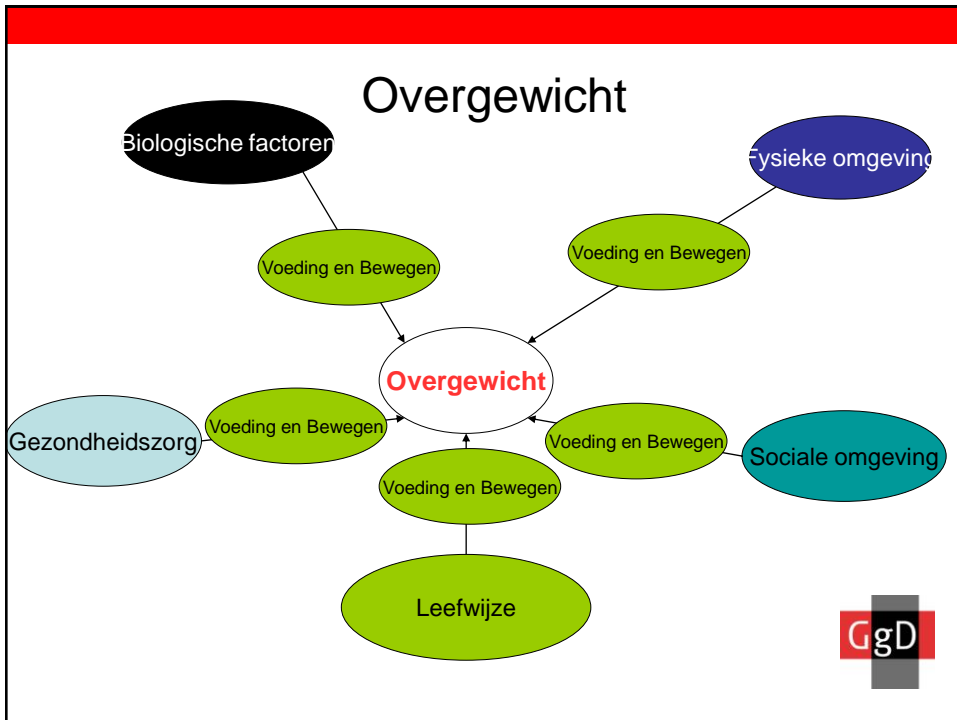 Overgewicht
Biologische factoren
Fysieke omgeving
Voeding en Bewegen
Voeding en Bewegen
Overgewicht
Gezondheidszorg
Voeding en Bewegen
Voeding en Bewegen
Sociale omgeving
Voeding en Bewegen
Leefwijze
GgD